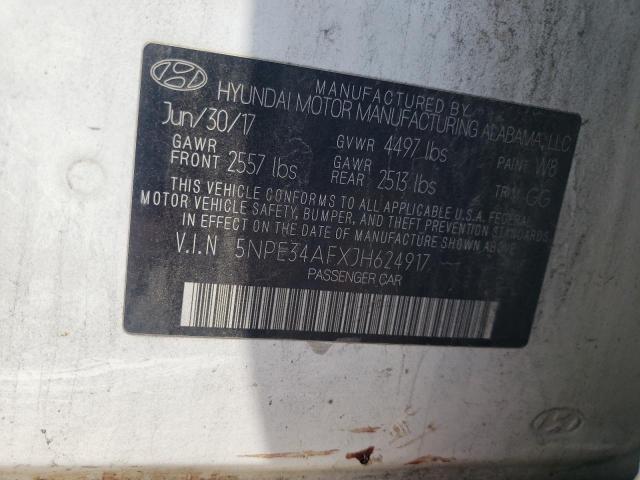 MANUFACTURED BY
HYUNDAI MOTOR MANUFACTURING ALABAMA, LLC
Jun/30/17 GVWR 4497 lbs PAINT W8
GAWR FRONT 2557 lbs GAWR REAR 2513 lbs TRIM GG
THIS VEHICLE CONFORMS TO ALL APPLICABLE U.S.A. FEDERAL
MOTOR VEHICLE SAFETY, BUMPER, AND THEFT PREVENTION STANDARDS
IN EFFECT ON THE DATE OF MANUFACTURE SHOWN ABOVE.
V.I.N 5NPE34AFXJH624917
PASSENGER CAR